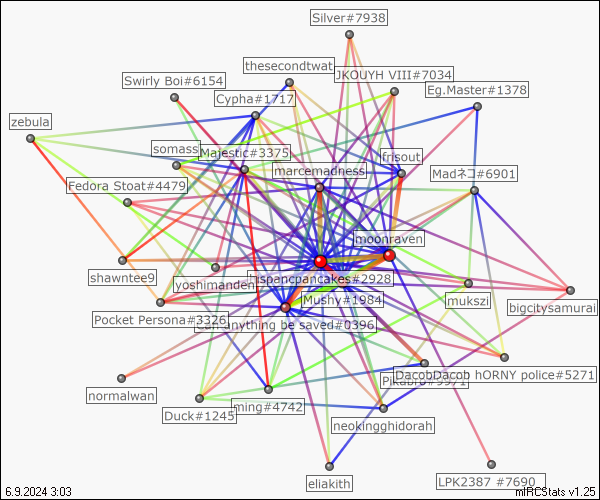 Silver#7938
thesecondtwat
JKOUYH VIII#7034
Swirly Boi#6154
Eg.Master#1378
Cypha#1717
zebula
somass
Majestic#3375
frisout
marcemadness
Madネコ#6901
Fedora Stoat#4479
moonraven
shawntee9
yoshimanden
hispancpancakes#2928
Mushy#1984
mukszi
bigcitysamurai
Pocket Persona#3326
anything be saved#0396
DacobDacob hORNY police#5271
normalwan
Duck#1245
ming#4742
neokingghidorah
eliakith
LPK2387 #7690
6.9.2024 3:03
mIRCStats v1.25